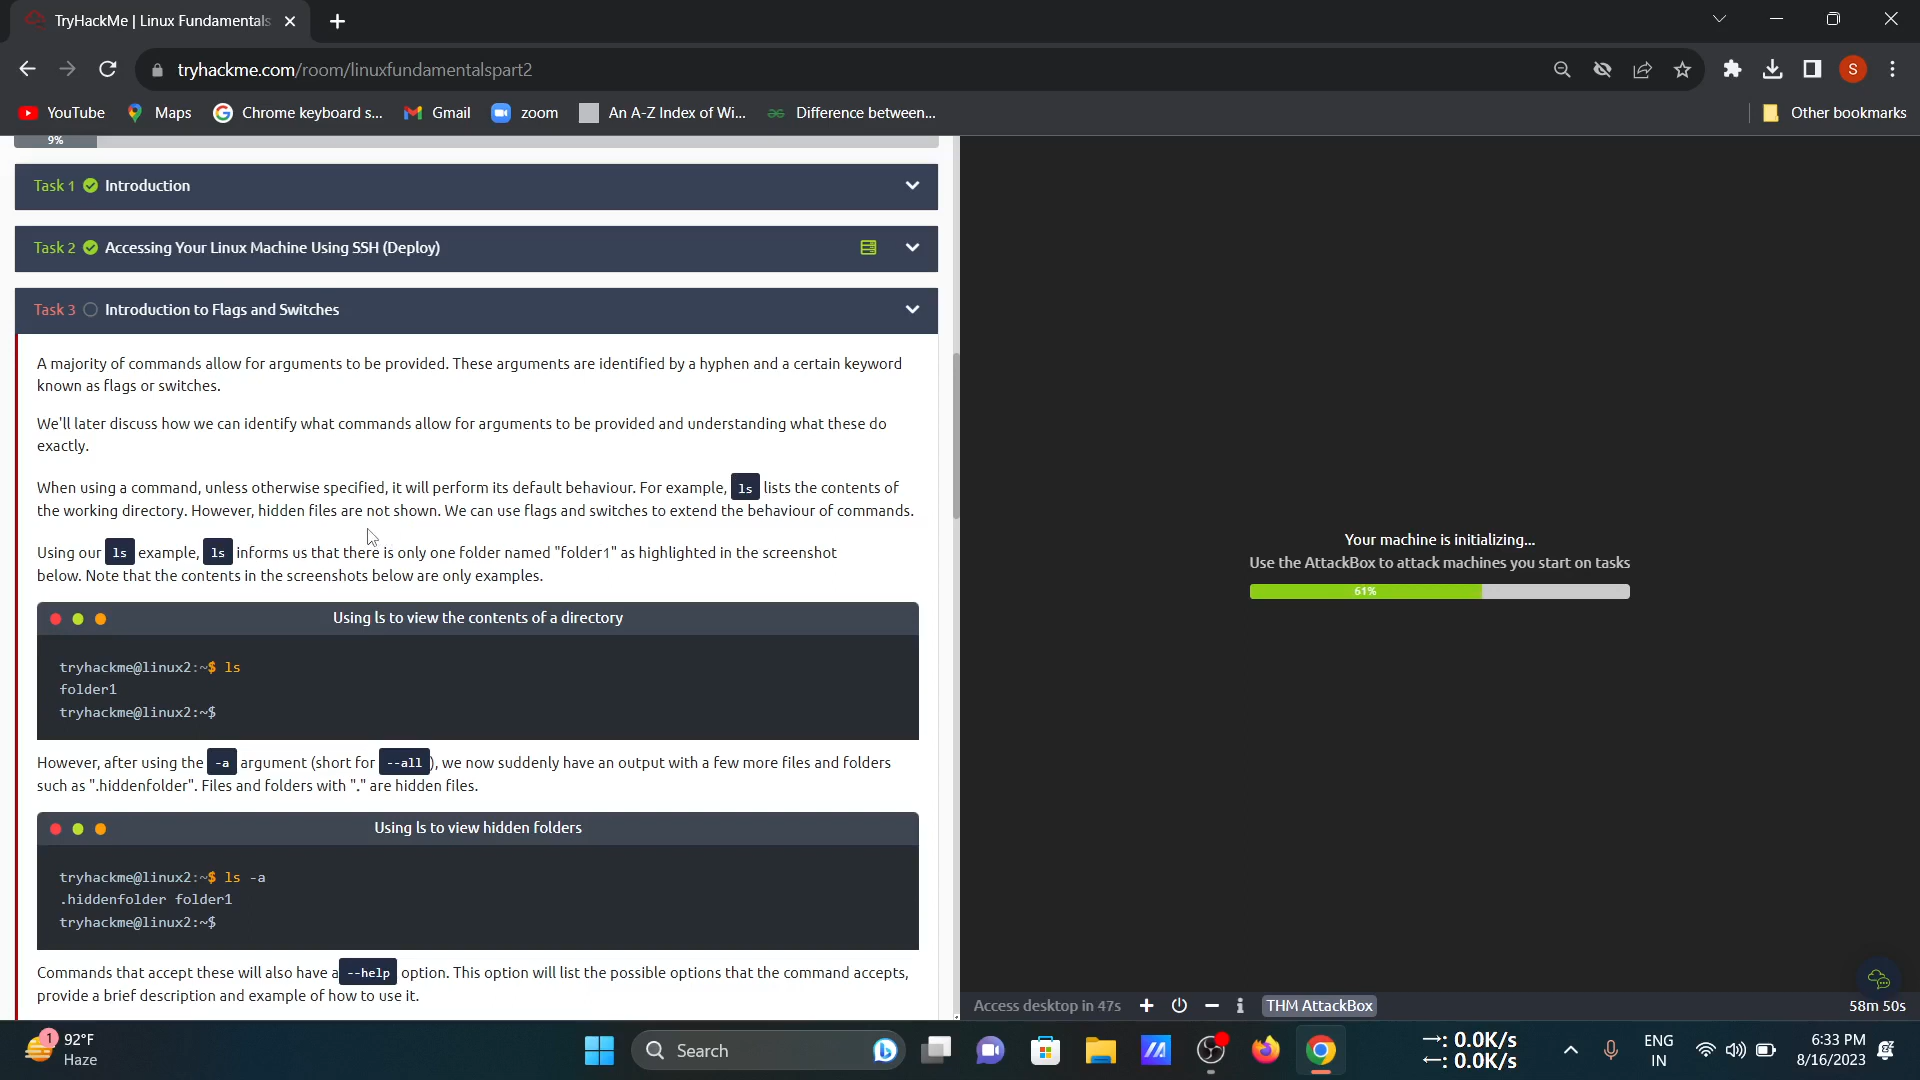 TryHackMe | Linux Fundamentals
tryhackme.com/room/linuxfundamentalspart2
S
YouTube
Maps
Chrome keyboard s...
Gmail
zoom
An A-Z Index of Wi...
Difference between...
Other bookmarks
9%
Task 1 Introduction
Task 2 Accessing Your Linux Machine Using SSH (Deploy)
Task 3 Introduction to Flags and Switches
A majority of commands allow for arguments to be provided. These arguments are identified by a hyphen and a certain keyword
known as flags or switches.
We'll later discuss how we can identify what commands allow for arguments to be provided and understanding what these do
exactly.
When using a command, unless otherwise specified, it will perform its default behaviour. For example, ls lists the contents of
the working directory. However, hidden files are not shown. We can use flags and switches to extend the behaviour of commands.
Using our ls example, ls informs us that there is only one folder named "folder1" as highlighted in the screenshot
below. Note that the contents in the screenshots below are only examples.
Using ls to view the contents of a directory
tryhackme@linux2:~$ ls
folder1
tryhackme@linux2:~$
However, after using the -a argument (short for --all), we now suddenly have an output with a few more files and folders
such as ".hiddenfolder". Files and folders with "." are hidden files.
Using ls to view hidden folders
tryhackme@linux2:~$ ls -a
.hiddenfolder folder1
tryhackme@linux2:~$
Commands that accept these will also have a --help option. This option will list the possible options that the command accepts,
provide a brief description and example of how to use it.
Your machine is initializing...
Use the AttackBox to attack machines you start on tasks
61%
Access desktop in 47s
THM AttackBox
58m 50s
1
92°F
Haze
Search
→: 0.0K/s
←: 0.0K/s
ENG
IN
6:33 PM
8/16/2023